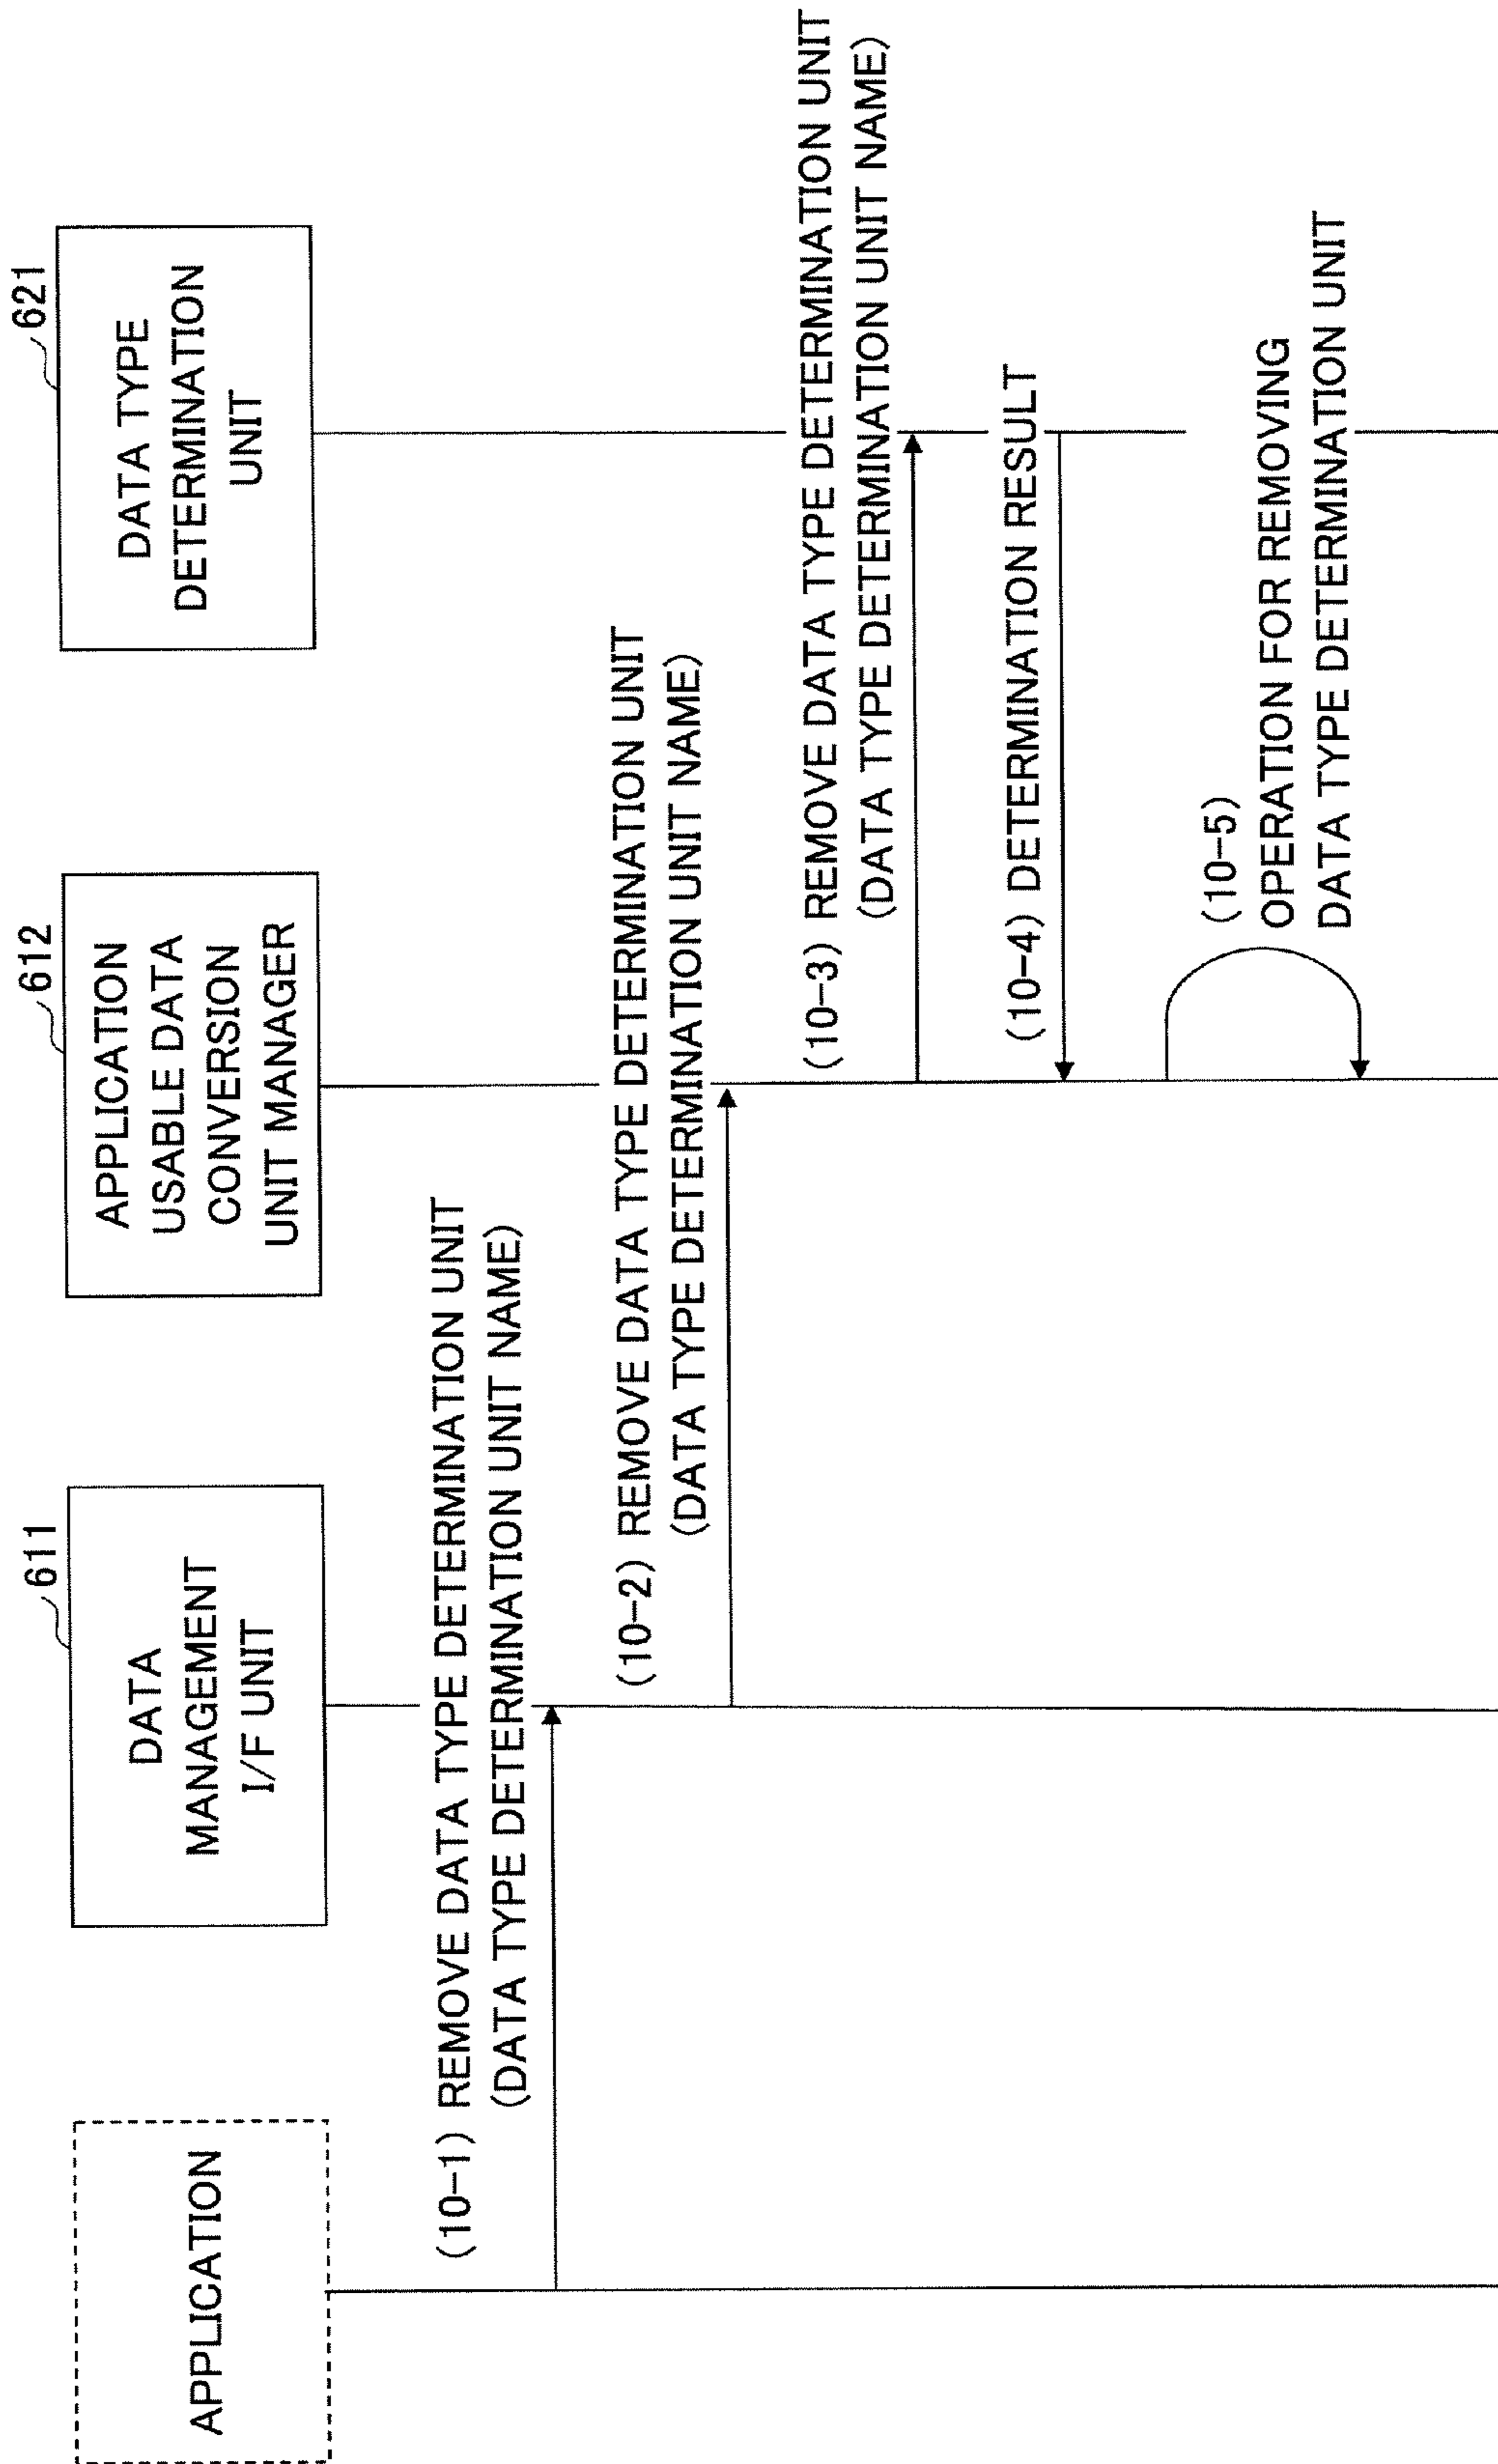 APPLICATION
611
DATA
MANAGEMENT
I/F UNIT
612
APPLICATION
USABLE DATA
CONVERSION
UNIT MANAGER
621
DATA TYPE
DETERMINATION
UNIT
(10-1) REMOVE DATA TYPE DETERMINATION UNIT
(DATA TYPE DETERMINATION UNIT NAME)
(10-2) REMOVE DATA TYPE DETERMINATION UNIT
(DATA TYPE DETERMINATION UNIT NAME)
(10-3) REMOVE DATA TYPE DETERMINATION UNIT
(DATA TYPE DETERMINATION UNIT NAME)
(10-4) DETERMINATION RESULT
(10-5)
OPERATION FOR REMOVING
DATA TYPE DETERMINATION UNIT